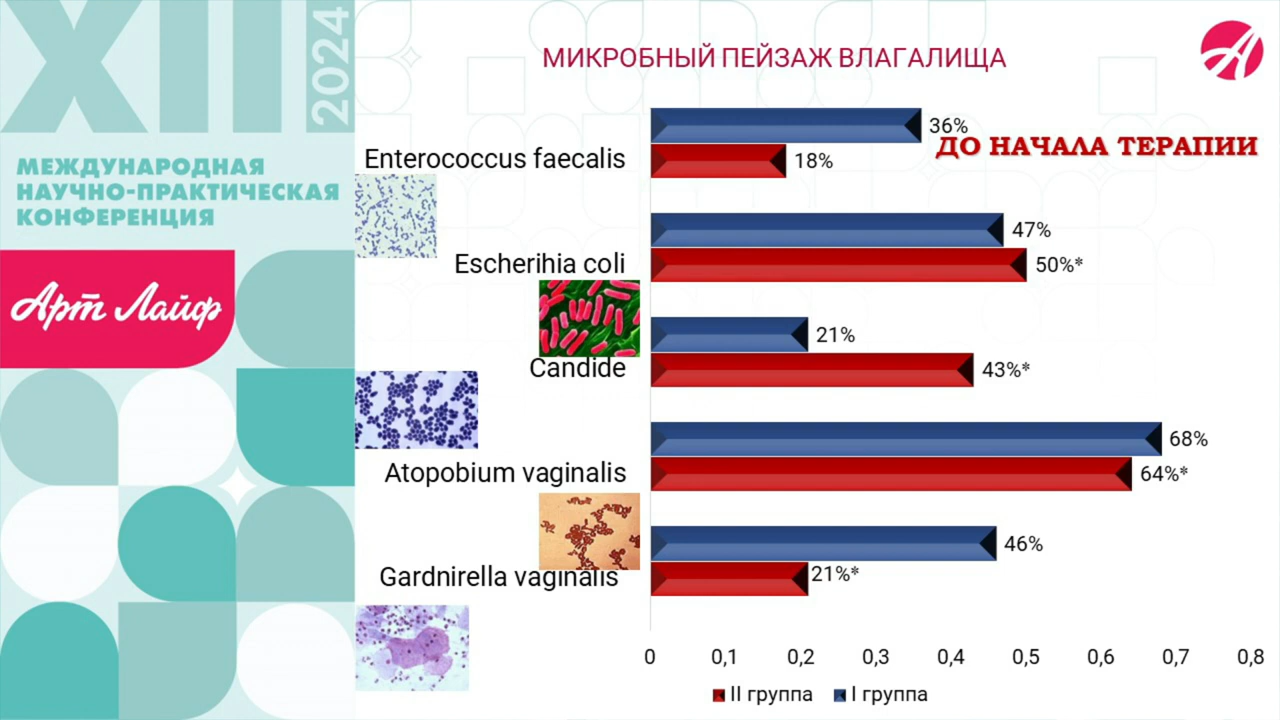 XII 2024
МЕЖДУНАРОДНАЯ
НАУЧНО-ПРАКТИЧЕСКАЯ
КОНФЕРЕНЦИЯ
Арт Лайф
МИКРОБНЫЙ ПЕЙЗАЖ ВЛАГАЛИЩА
ДО НАЧАЛА ТЕРАПИИ
Enterococcus faecalis
36%
18%
Escherihia coli
47%
50%*
Candide
21%
43%*
Atopobium vaginalis
68%
64%*
Gardnirella vaginalis
46%
21%*
0 0,1 0,2 0,3 0,4 0,5 0,6 0,7 0,8
II группа I группа